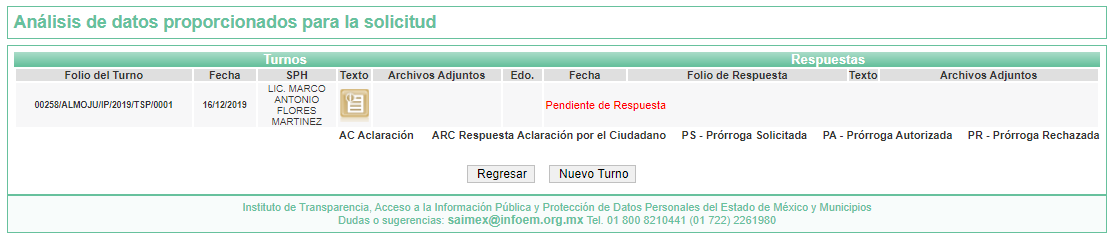 Análisis de datos proporcionados para la solicitud
Turnos Respuestas
Folio del Turno Fecha SPH Texto Archivos Adjuntos Edo. Fecha Folio de Respuesta Texto Archivos Adjuntos
00258/ALMOJU/IP/2019/TSP/0001 16/12/2019 LIC. MARCO
ANTONIO
FLORES
MARTINEZ
Pendiente de Respuesta
AC Aclaración ARC Respuesta Aclaración por el Ciudadano PS - Prórroga Solicitada PA - Prórroga Autorizada PR - Prórroga Rechazada
Regresar Nuevo Turno
Instituto de Transparencia, Acceso a la Información Pública y Protección de Datos Personales del Estado de México y Municipios
Dudas o sugerencias: saimex@infoem.org.mx Tel. 01 800 8210441 (01 722) 2261980